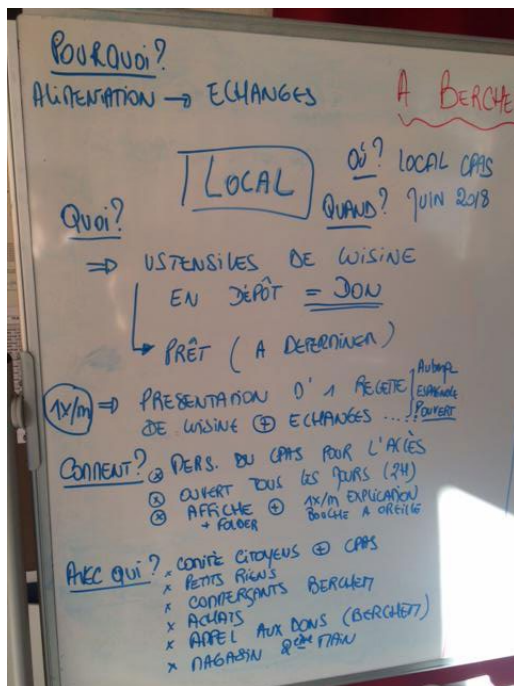 POURQUOI?
ALIMENTATION → ECHANGES
A BERCHE
1 LOCAL
OÙ? LOCAL CPAS
QUAND? JUIN 2018
QUOI?
⇒ USTENSILES DE CUISINE
EN DÉPÔT = DON
PRÊT (A DETERMINER)
1x/m ⇒ PRESENTATION D' 1 RECETTE
DE CUISINE ⊕ ECHANGES ...
ESPAGNOLE
COMMENT? ⊗ PERS. DU CPAS POUR L'ACCÈS
⊗ OUVERT TOUS LES JOURS (2H)
⊗ AFFICHE ⊕ 1x/m EXPLICATION
+ FOLDER BOUCHE A OREILLE
AVEC QUI? x COMITÉ CITOYENS ⊕ CPAS
x PETITS RIENS
x COMMERÇANTS BERCHEM
x ACHATS
x APPEL AUX DONS (BERCHEM)
x MAGASIN 2ème MAIN